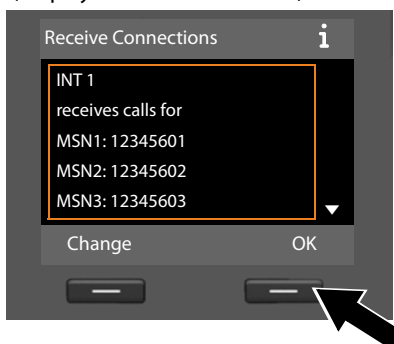 Receive Connections i
INT 1
receives calls for
MSN1: 12345601
MSN2: 12345602
MSN3: 12345603
Change OK